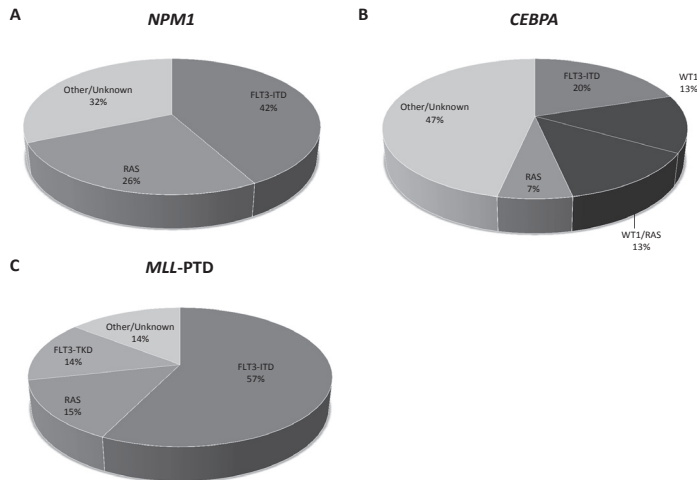 A
NPM1
Other/Unknown
32%
FLT3-ITD
42%
RAS
26%
B
CEBPA
FLT3-ITD
20%
WT1
13%
Other/Unknown
47%
RAS
7%
WT1/RAS
13%
C
MLL-PTD
Other/Unknown
14%
FLT3-TKD
14%
FLT3-ITD
57%
RAS
15%